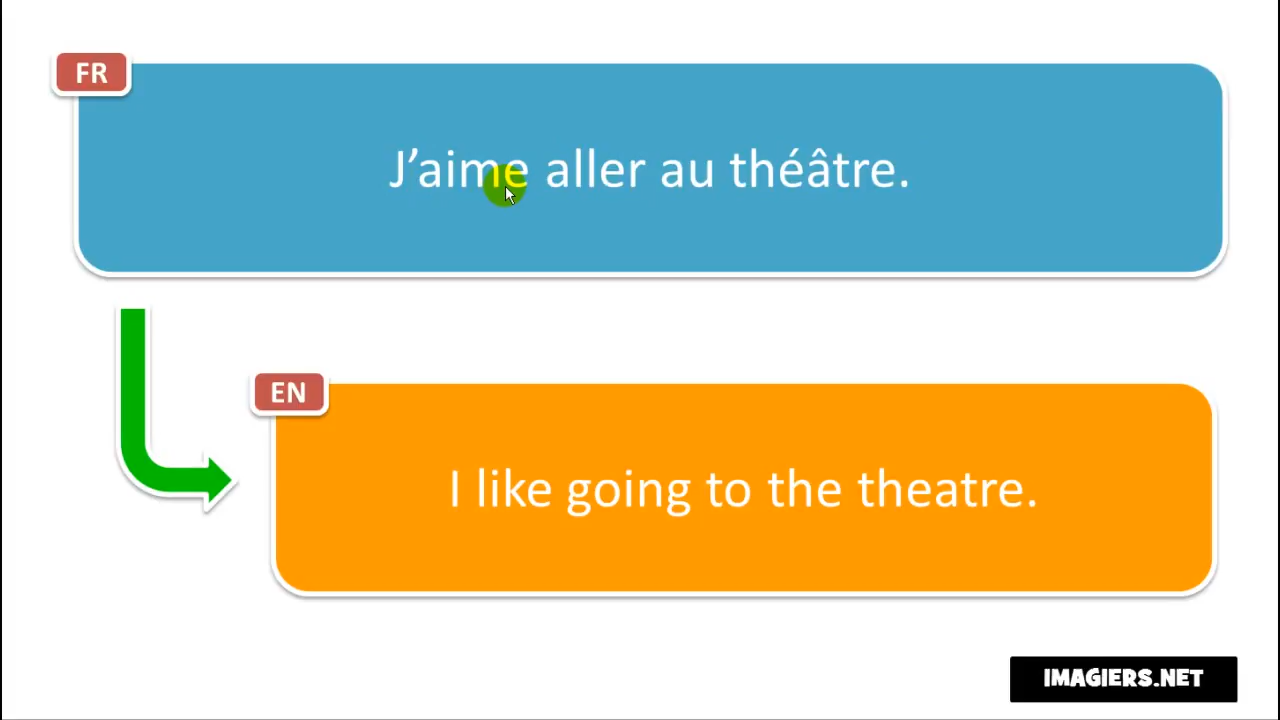 FR
J’aime aller au théâtre.
EN
I like going to the theatre.
IMAGIERS.NET